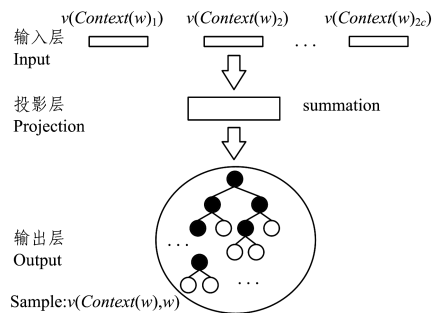 v(Context(w)₁) v(Context(w)₂) v(Context(w)₂c)
输入层
Input
...
投影层
Projection
summation
输出层
Output
...
...
Sample:v(Context(w),w)